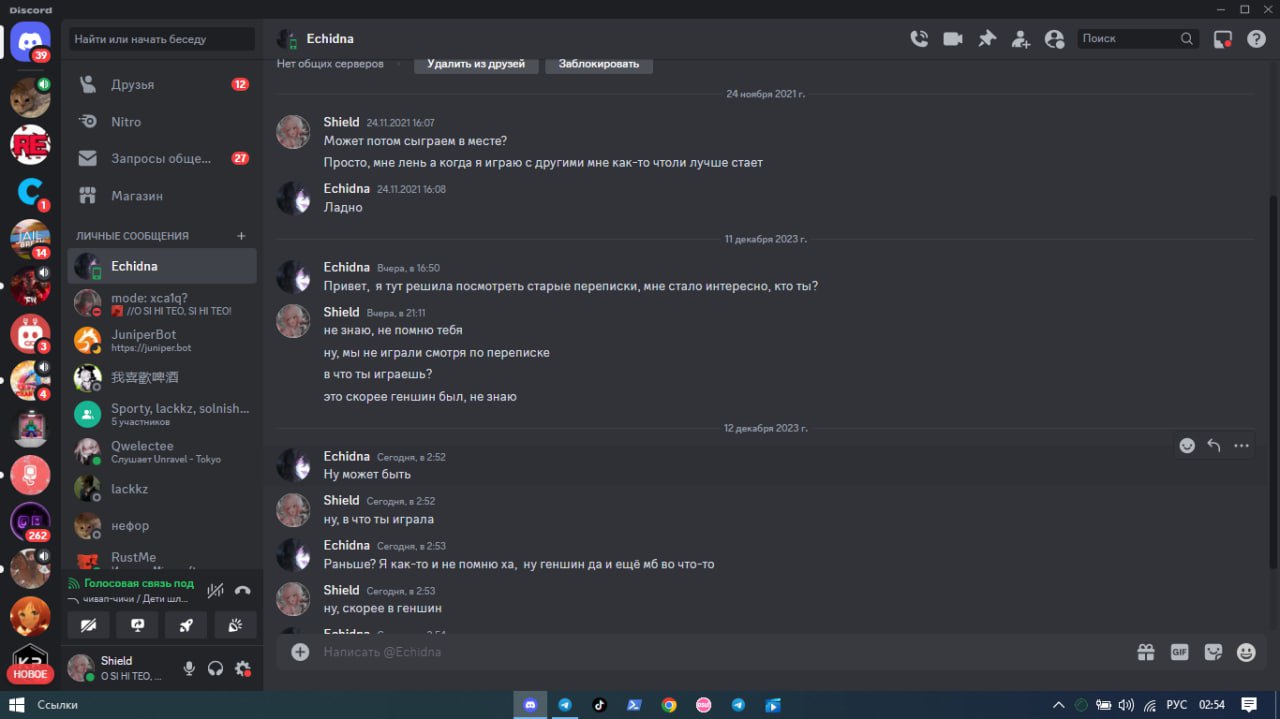 Discord
39
Найти или начать беседу
Echidna
Поиск
Друзья
12
Nitro
Запросы обще...
27
Магазин
ЛИЧНЫЕ СООБЩЕНИЯ
Echidna
mode: xca1q?
//O SI HI TEO, SI HI TEO!
JuniperBot
https://juniper.bot
我喜歡啤酒
Sporty, lackkz, solnish...
5 участников
Qwelectee
Слушает Unravel - Tokyo
lackkz
нефор
RustMe
RE
1
JAIL
14
3
4
262
НОВОЕ
Голосовая связь под
чивап-чичи / Дети шл...
Shield
O SI HI TEO, ...
Нет общих серверов
Удалить из друзей
Заблокировать
24 ноября 2021 г.
Shield 24.11.2021 16:07
Может потом сыграем в месте?
Просто, мне лень а когда я играю с другими мне как-то чтоли лучше стает
Echidna 24.11.2021 16:08
Ладно
11 декабря 2023 г.
Echidna Вчера, в 16:50
Привет, я тут решила посмотреть старые переписки, мне стало интересно, кто ты?
Shield Вчера, в 21:11
не знаю, не помню тебя
ну, мы не играли смотря по переписке
в что ты играешь?
это скорее геншин был, не знаю
12 декабря 2023 г.
Echidna Сегодня, в 2:52
Ну может быть
Shield Сегодня, в 2:52
ну, в что ты играла
Echidna Сегодня, в 2:53
Раньше? Я как-то и не помню ха, ну геншин да и ещё мб во что-то
Shield Сегодня, в 2:53
ну, скорее в геншин
Echidna Сегодня, в 2:54
Написать @Echidna
GIF
Ссылки
osu!
РУС
02:54